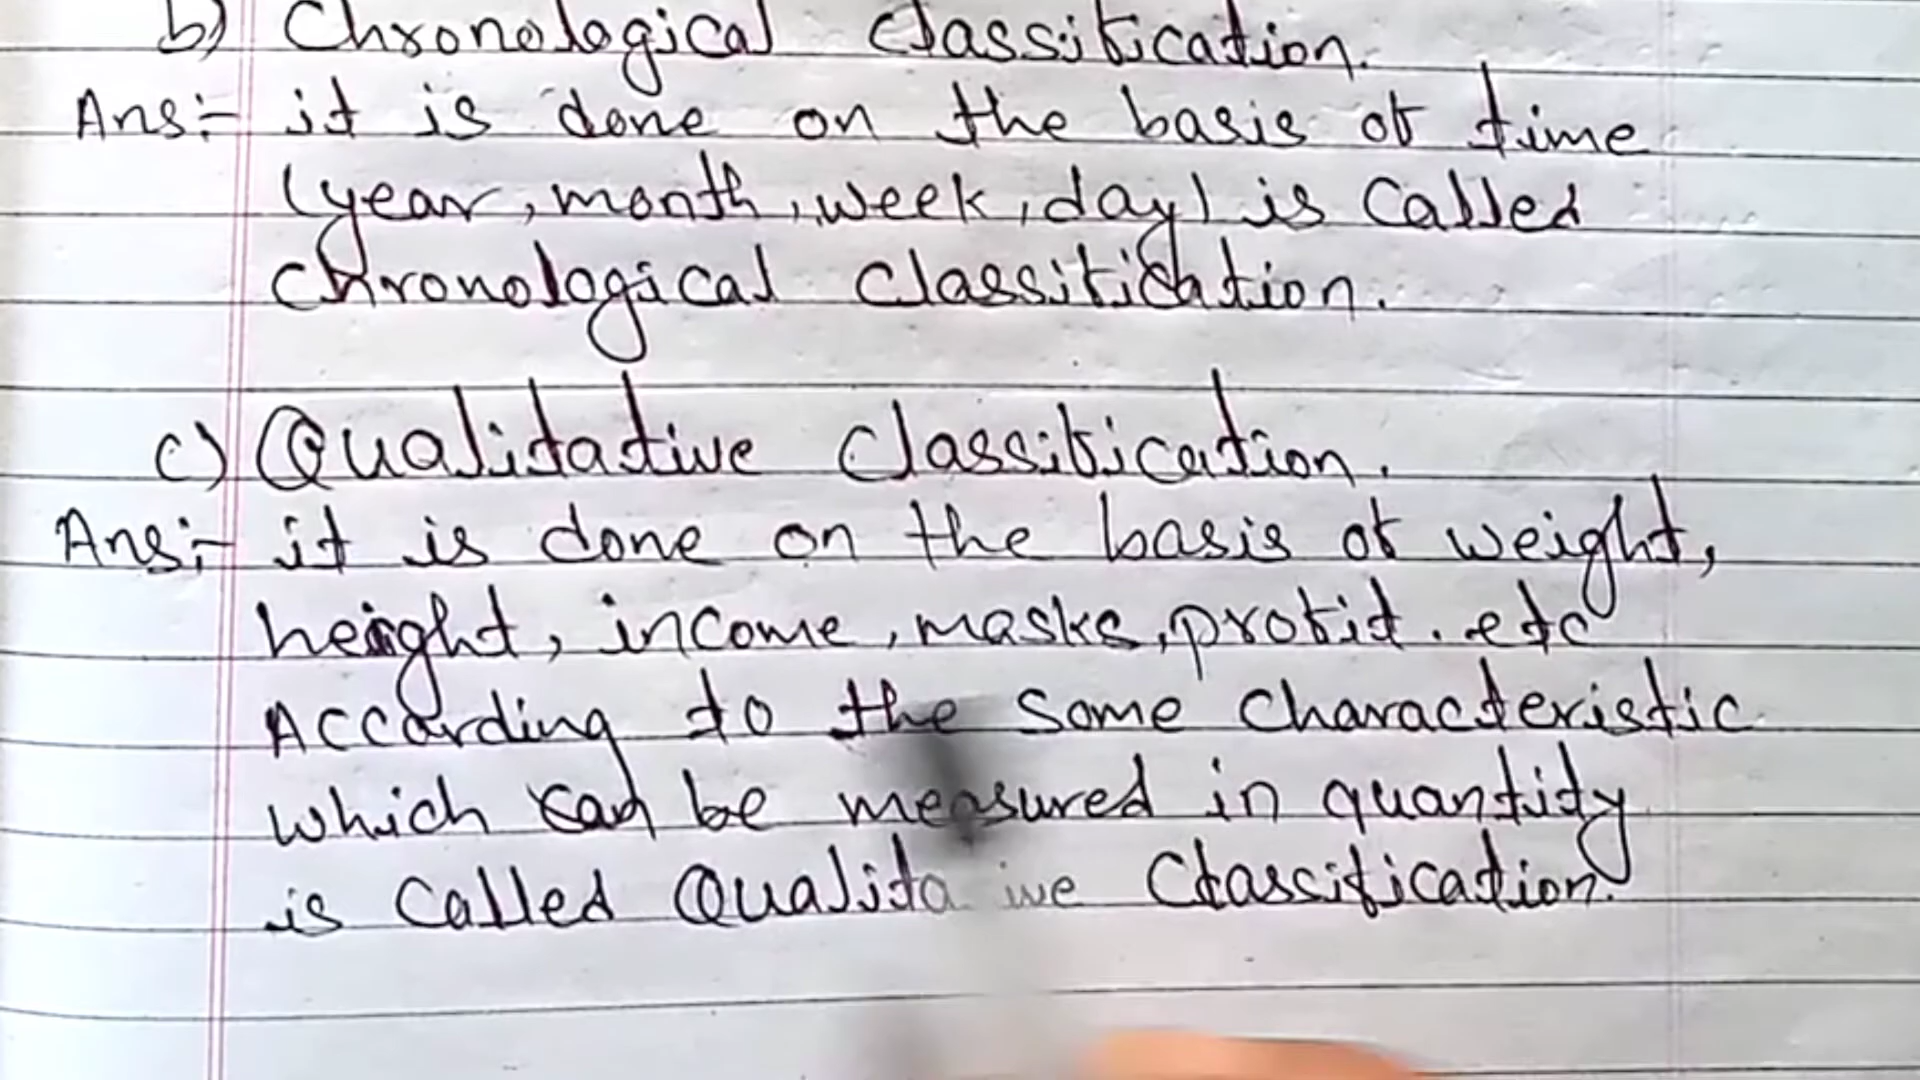 b) Chronological classification.
Ans:- it is done on the basis of time
(year, month, week, day) is called
chronological classification.
c) Qualitative classification.
Ans:- it is done on the basis of weight,
height, income, masks, profit. etc
According to the some characteristic
which can be measured in quantity
is called Qualitative Classification.